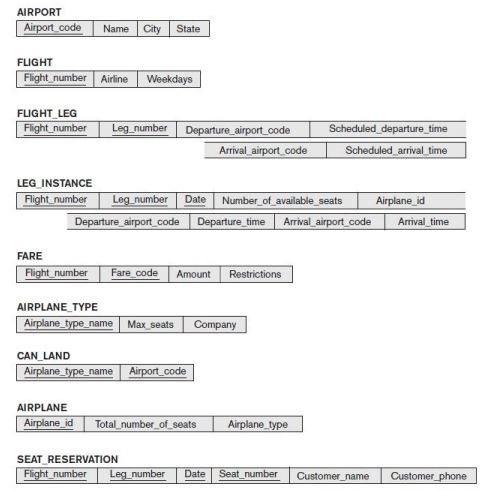 AIRPORT
Airport_code Name City State
FLIGHT
Flight_number Airline Weekdays
FLIGHT_LEG
Flight_number Leg_number Departure_airport_code Scheduled_departure_time
Arrival_airport_code Scheduled_arrival_time
LEG_INSTANCE
Flight_number Leg_number Date Number_of_available_seats Airplane_id
Departure_airport_code Departure_time Arrival_airport_code Arrival_time
FARE
Flight_number Fare_code Amount Restrictions
AIRPLANE_TYPE
Airplane_type_name Max_seats Company
CAN_LAND
Airplane_type_name Airport_code
AIRPLANE
Airplane_id Total_number_of_seats Airplane_type
SEAT_RESERVATION
Flight_number Leg_number Date Seat_number Customer_name Customer_phone